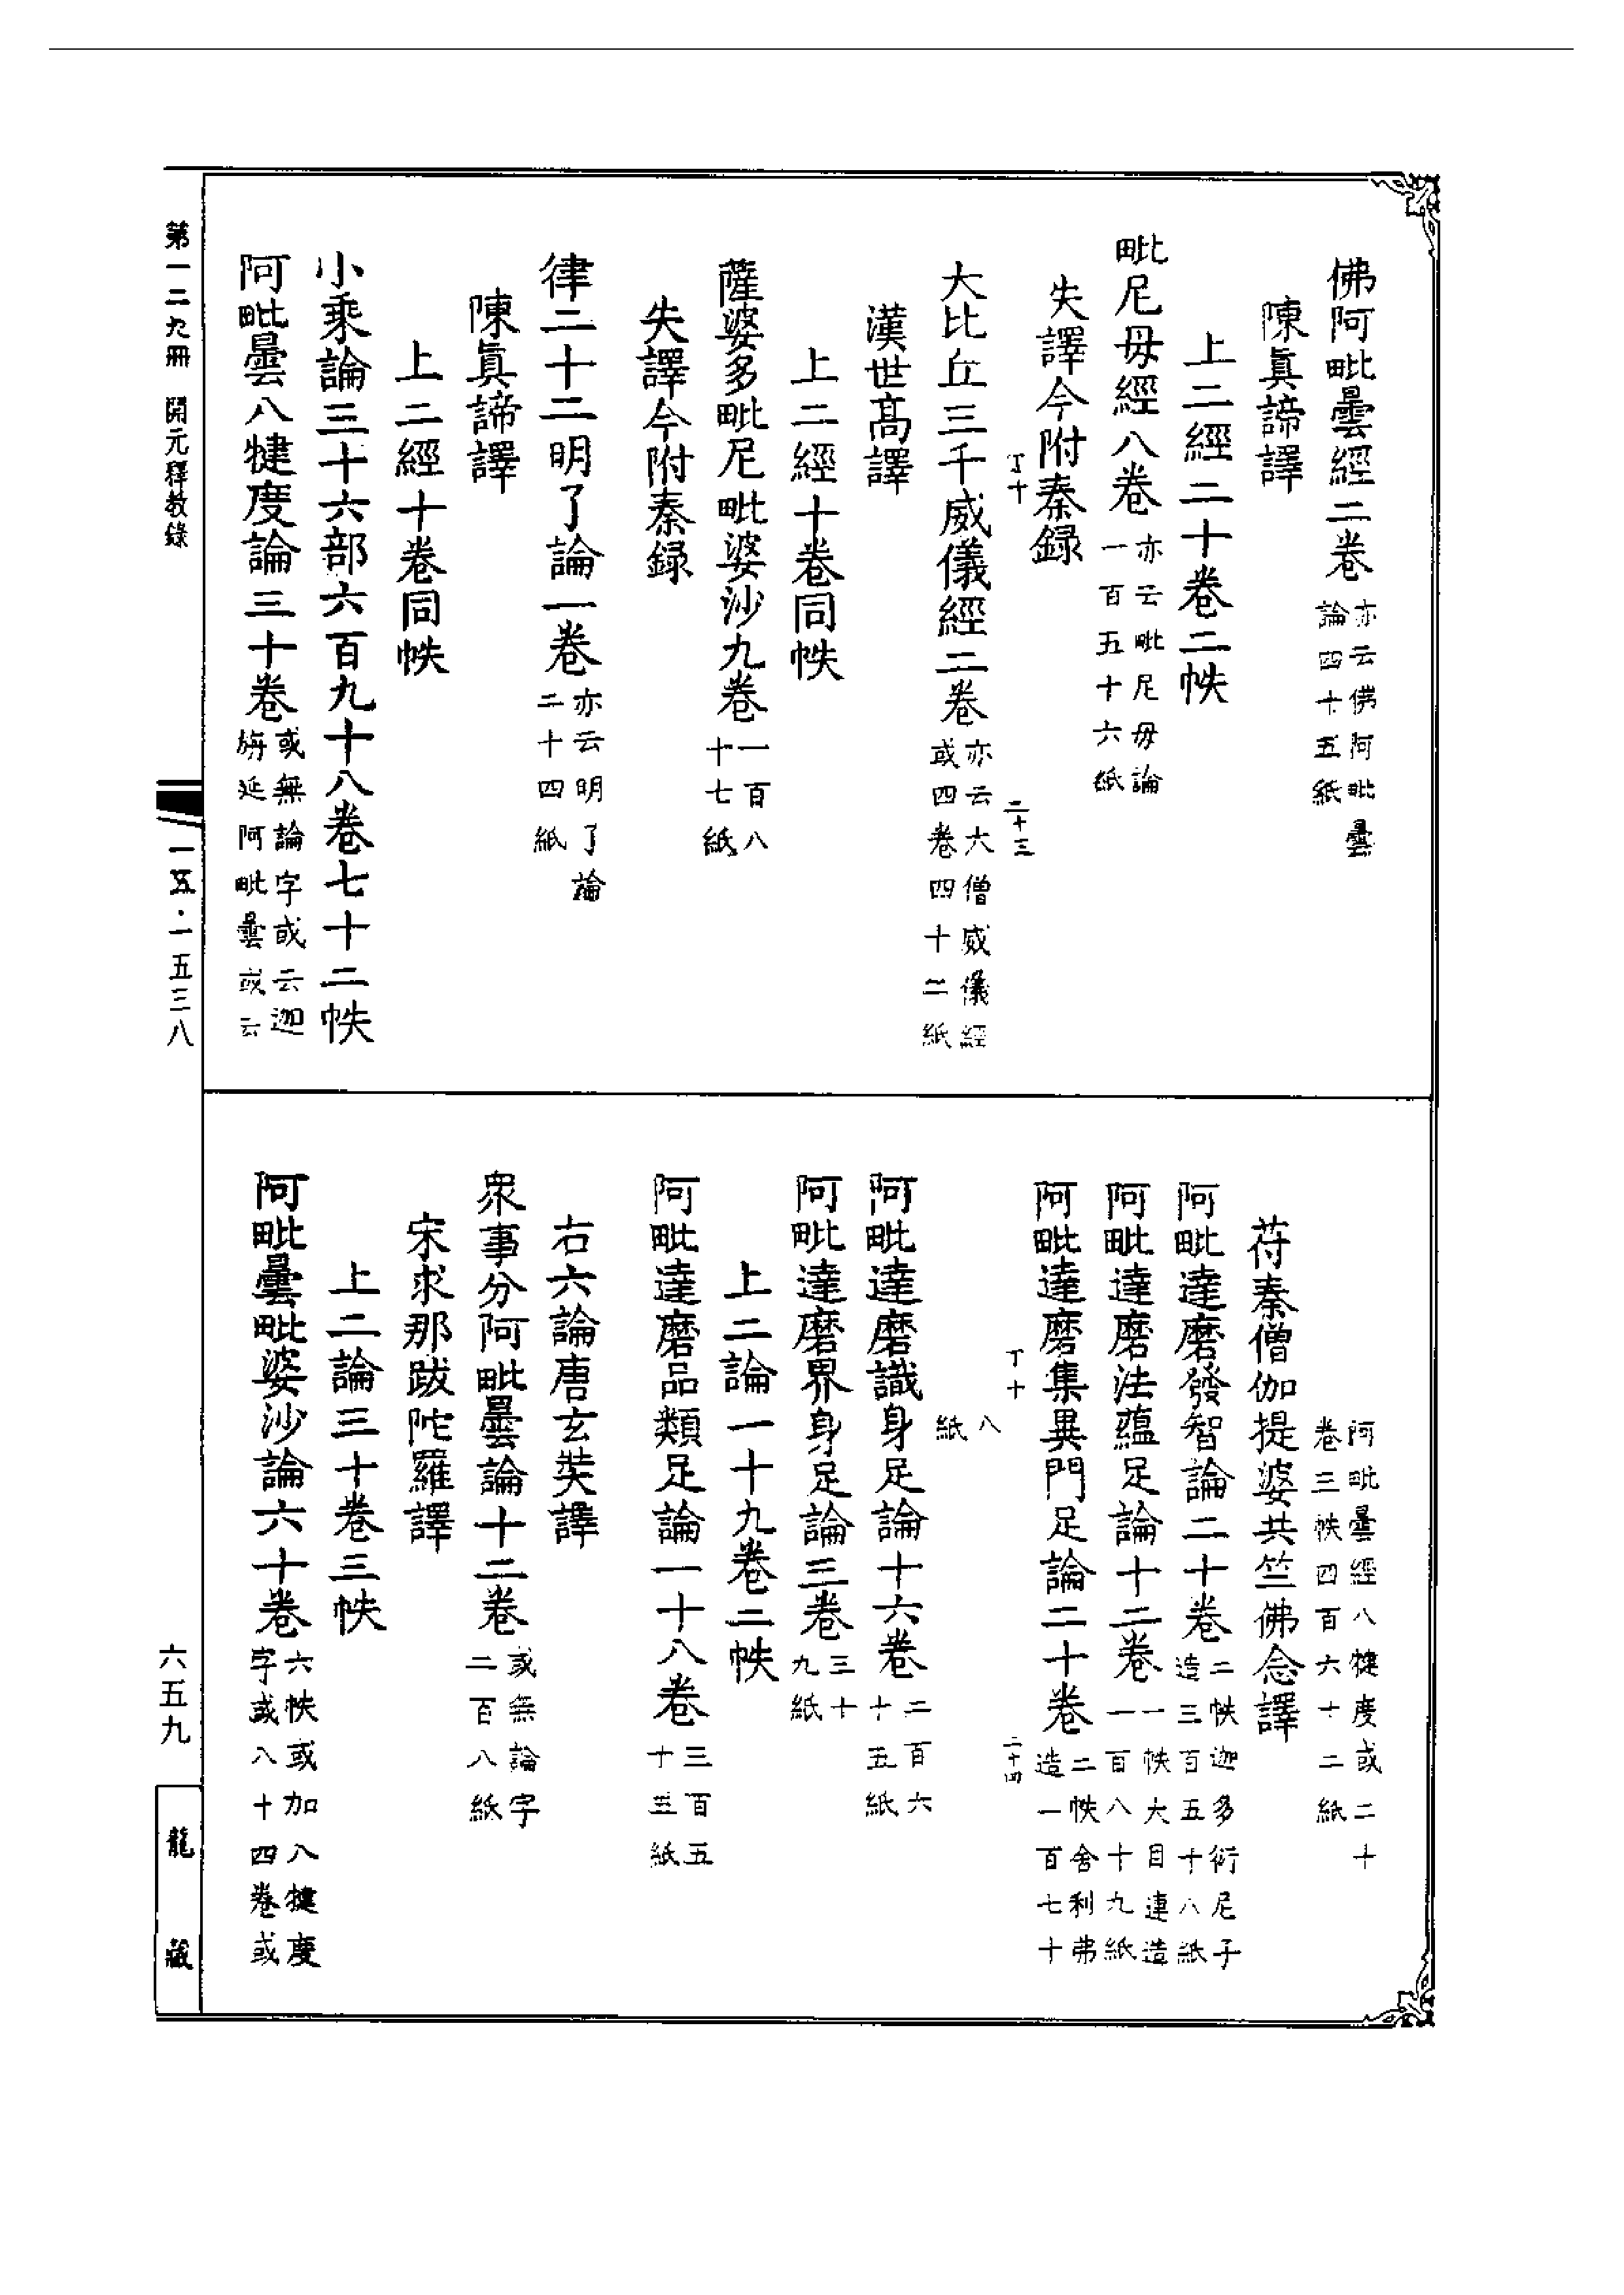 佛阿毗曇經二卷亦云佛阿毗曇論四十五紙
陳眞諦譯
上二經二十卷二帙
毗尼毋經八卷亦云毗尼毋論一百五十六紙
失譯今附秦録
丁十
二十三
大比丘三千威儀經二卷亦云大僧威儀經或四卷四十二紙
漢世高譯
上二經十卷同帙
薩婆多毗尼毗婆沙九卷一百八十七紙
失譯今附秦録
律二十二明了論一卷亦云明了論二十四紙
陳眞諦譯
上二經十卷同帙
小乘論三十六部六百九十八卷七十二帙
阿毗曇八犍度論三十卷或無論字或云迦旃延阿毗曇或云
阿毗曇經八犍度或二十卷三帙四百六十二紙
苻秦僧伽提婆共竺佛念譯
阿毗達磨發智論二十卷二帙迦多衍尼子造三百五十八紙
阿毗達磨法蘊足論十二卷一帙大目連造一百八十九紙
阿毗達磨集異門足論二十卷二帙舍利弗造一百七十
丁十
二十四
八紙
阿毗達磨識身足論十六卷二百六十五紙
阿毗達磨界身足論三卷三十九紙
上二論一十九卷二帙
阿毗達磨品類足論一十八卷三百五十三紙
右六論唐玄奘譯
衆事分阿毗曇論十二卷或無論字二百八紙
宋求那跋陀羅譯
上二論三十卷三帙
阿毗曇毗婆沙論六十卷六帙或加八犍度字或八十四卷或
第一二九冊 開元釋教錄
一五·一五三八
六五九
龍藏